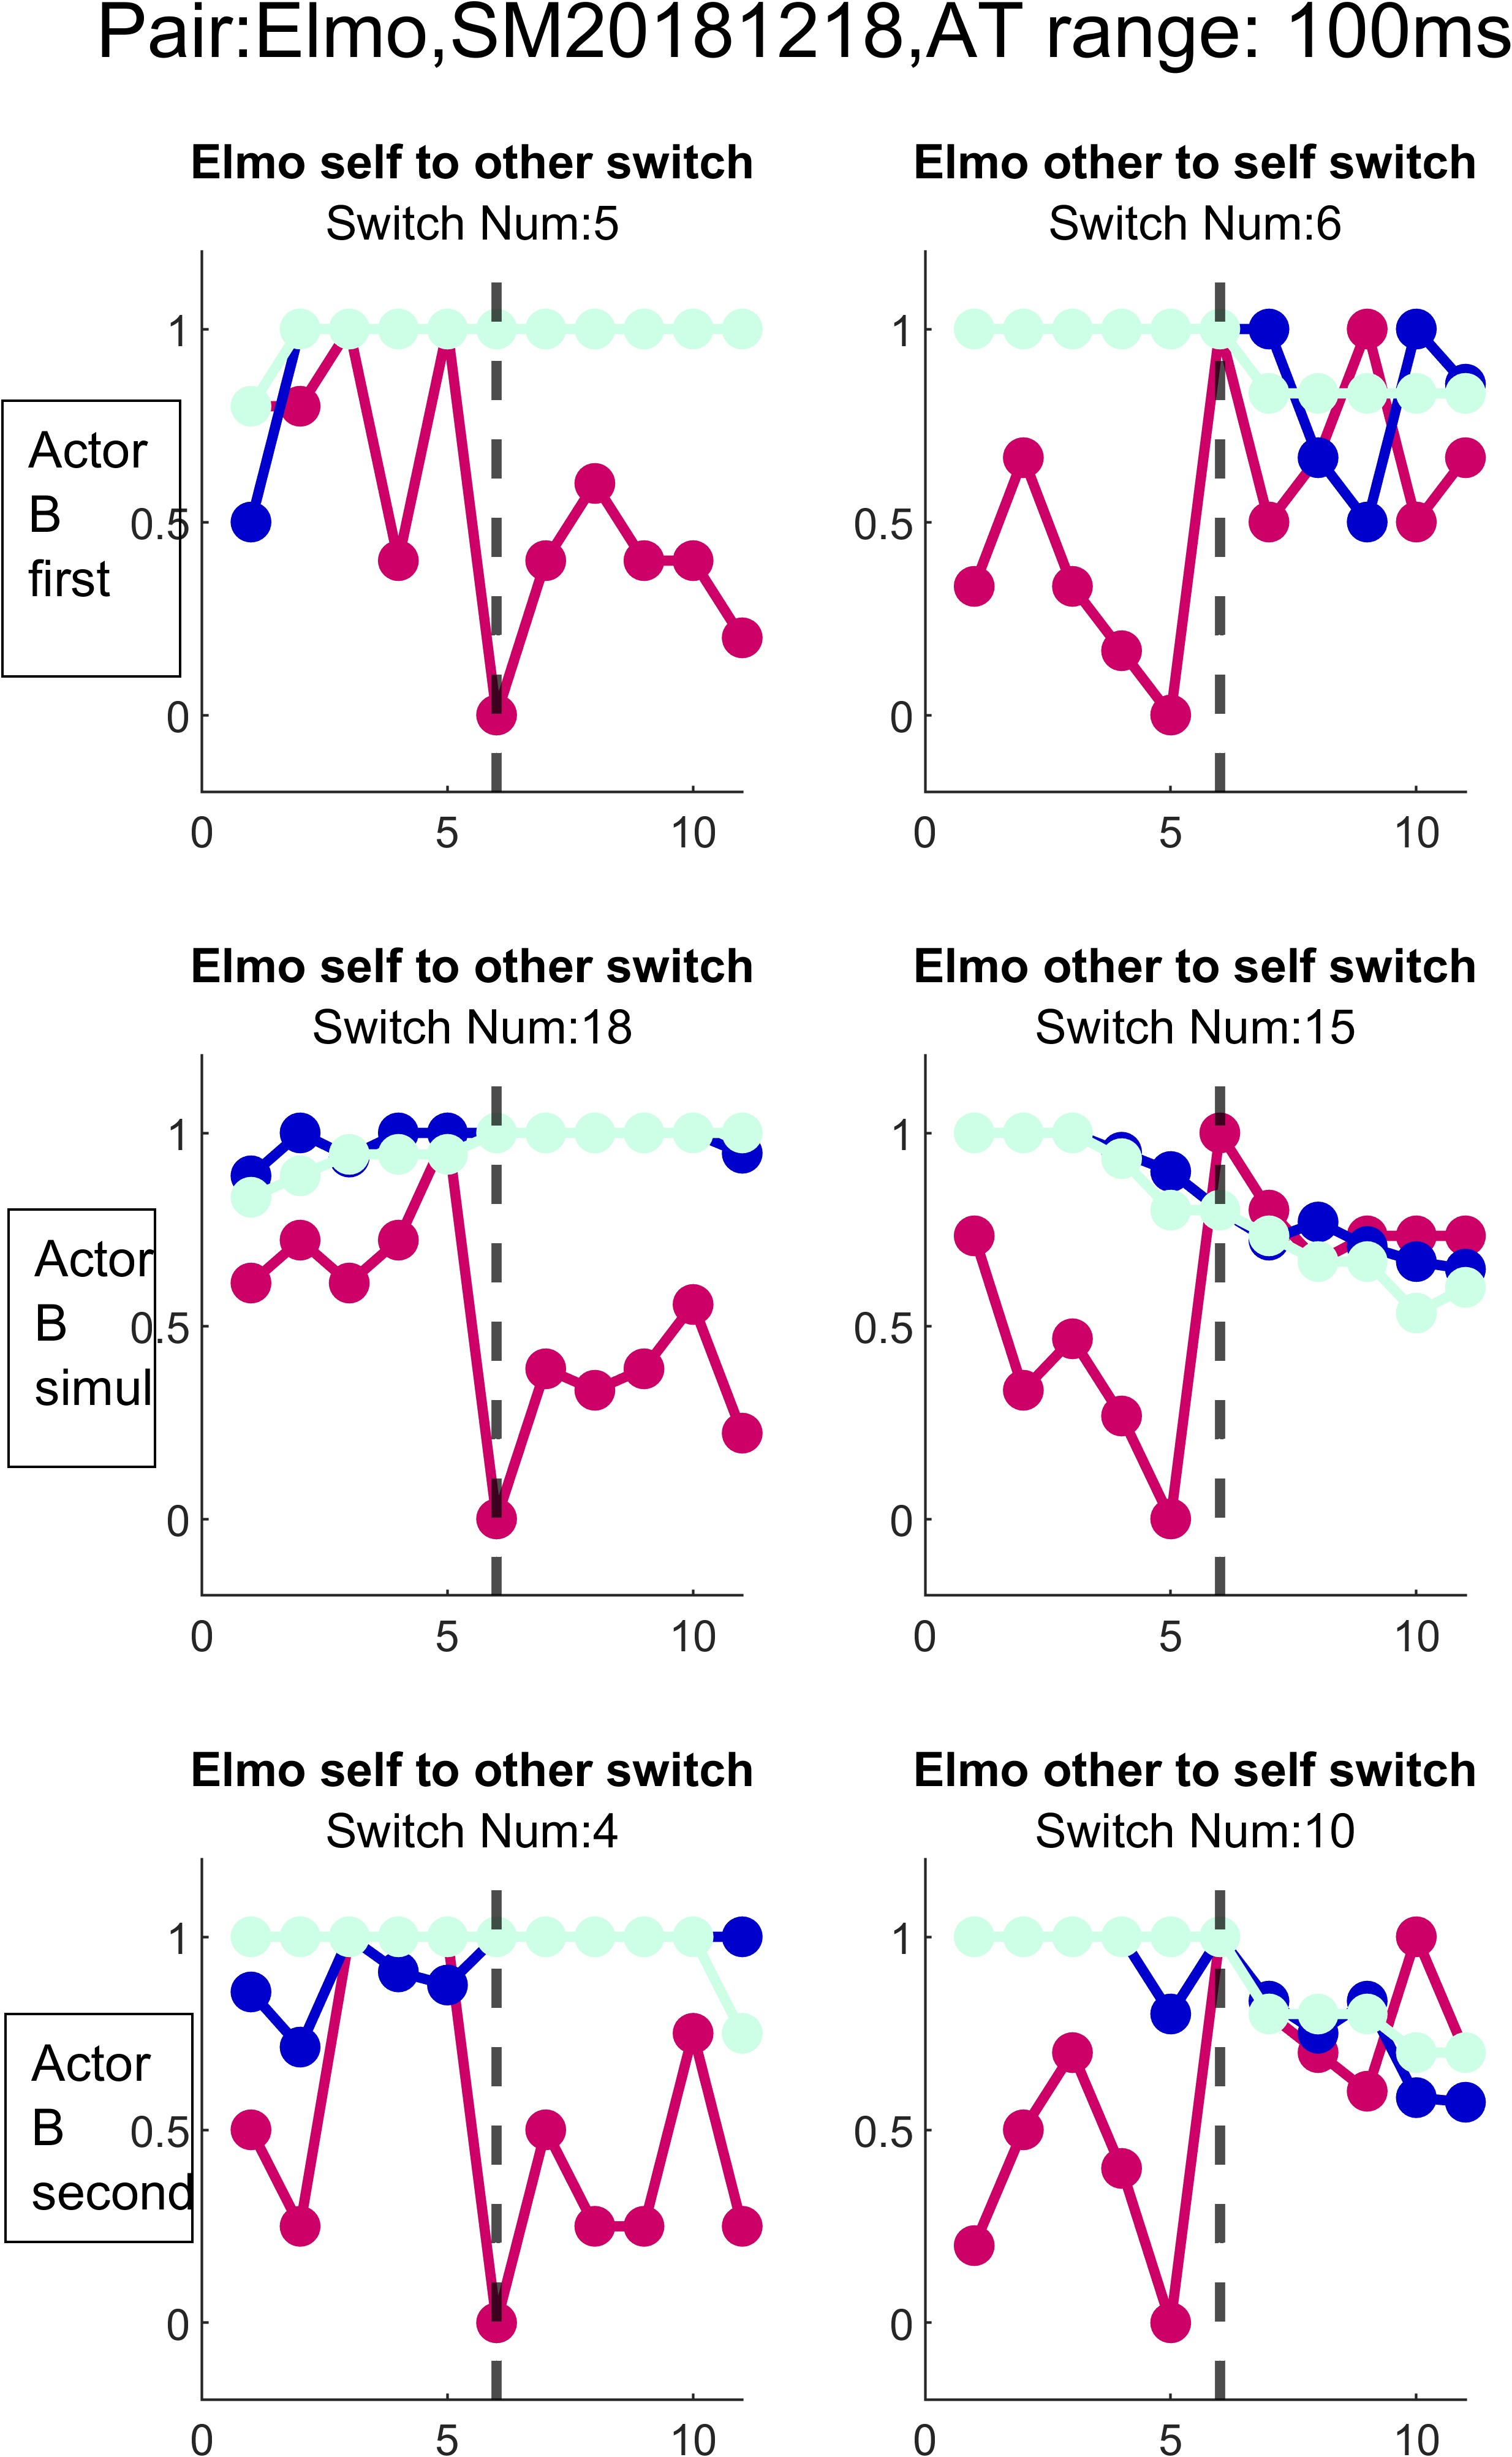 Pair:Elmo,SM20181218,AT range: 100ms
Elmo self to other switch
Switch Num:5
Elmo other to self switch
Switch Num:6
Actor
B
first
1
0.5
0
0 5 10
1
0.5
0
0 5 10
Elmo self to other switch
Switch Num:18
Elmo other to self switch
Switch Num:15
Actor
B
simul
1
0.5
0
0 5 10
1
0.5
0
0 5 10
Elmo self to other switch
Switch Num:4
Elmo other to self switch
Switch Num:10
Actor
B
second
1
0.5
0
0 5 10
1
0.5
0
0 5 10